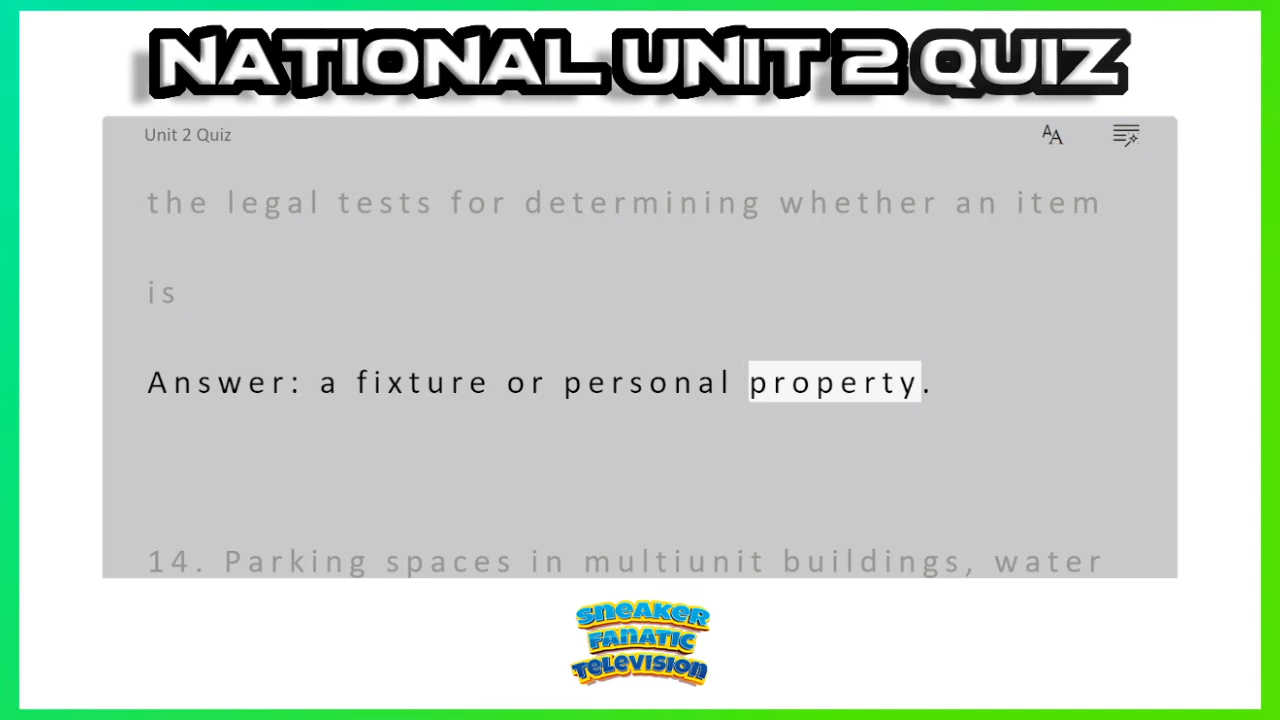 NATIONAL UNIT 2 QUIZ
Unit 2 Quiz
the legal tests for determining whether an item
is
Answer: a fixture or personal property.
14. Parking spaces in multiunit buildings, water
SNEAKER
FANATIC
TELEVISION